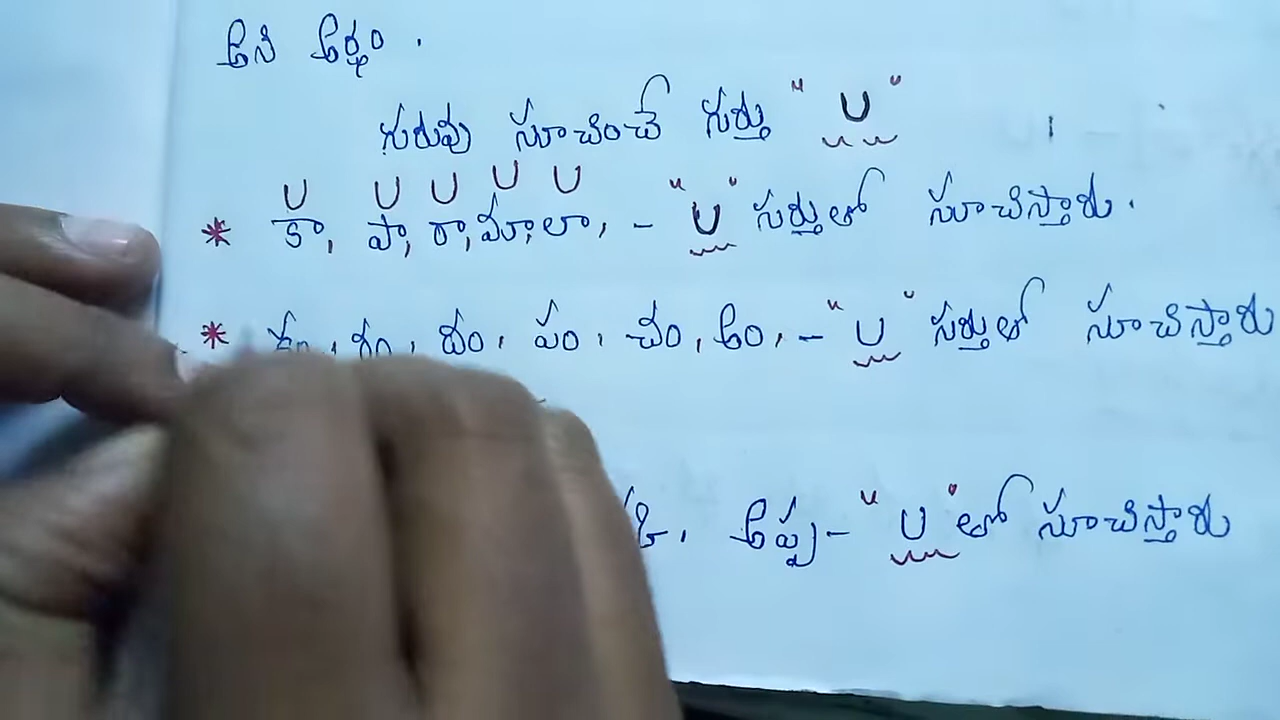 అని అర్థం.
గురువు సూచించే గుర్తు "U"
U U U U U
* కా, పా, రా, మా, లా, - "U" గుర్తుతో సూచిస్తారు.
* కం, గం, దం, పం, చం, అం, - "U" గుర్తుతో సూచిస్తారు
అప్పు - "U" తో సూచిస్తారు